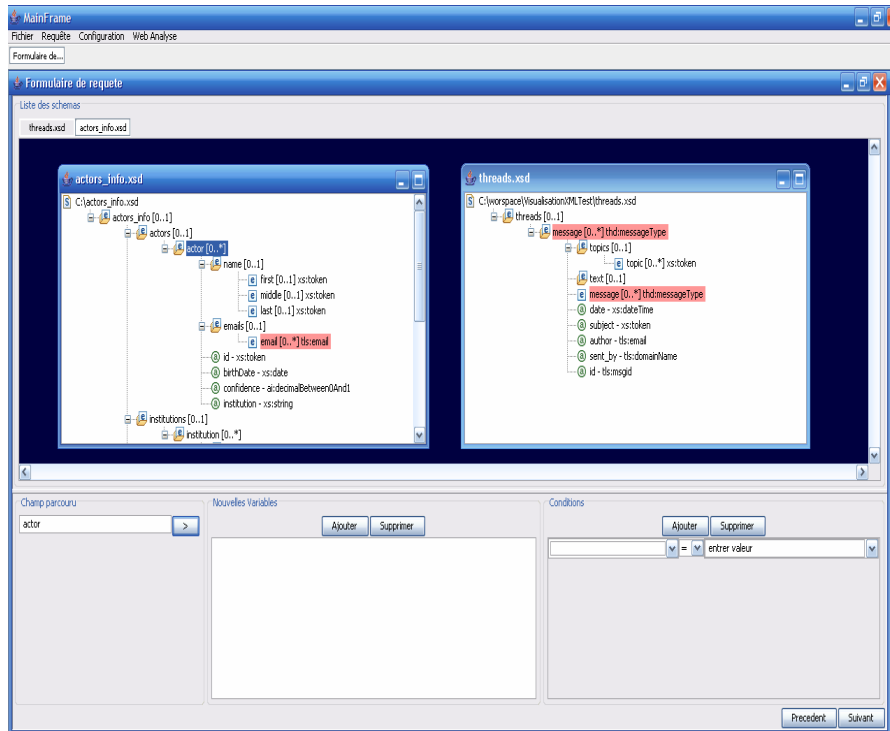 MainFrame
Fichier Requête Configuration Web Analyse
Formulaire de...
Formulaire de requete
Liste des schemas
threads.xsd actors_info.xsd
actors_info.xsd
C:\actors_info.xsd
actors_info [0..1]
actors [0..1]
actor [0..*]
name [0..1]
first [0..1] xs:token
middle [0..1] xs:token
last [0..1] xs:token
emails [0..1]
email [0..*] tls:email
id - xs:token
birthDate - xs:date
confidence - ai:decimalBetween0And1
institution - xs:string
institutions [0..1]
institution [0..*]
threads.xsd
C:\worspace\VisualisationXMLTest\threads.xsd
threads [0..1]
message [0..*] thd:messageType
topics [0..1]
topic [0..*] xs:token
text [0..1]
message [0..*] thd:messageType
date - xs:dateTime
subject - xs:token
author - tls:email
sent_by - tls:domainName
id - tls:msgid
Champ parcouru
actor >
Nouvelles Variables
Ajouter Supprimer
Conditions
Ajouter Supprimer
= entrer valeur
Precedent Suivant